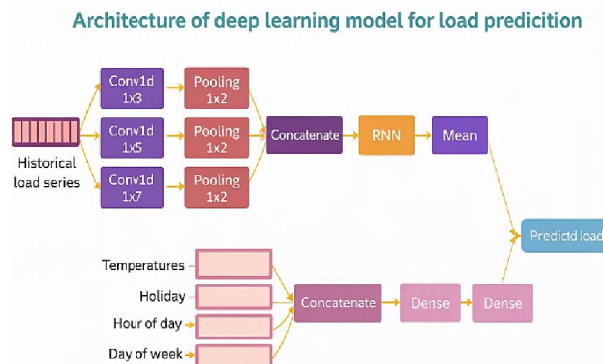 Architecture of deep learning model for load predicition
Conv1d
1x3
Pooling
1x2
Conv1d
1x5
Pooling
1x2
Concatenate
RNN
Mean
Historical
load series
Conv1d
1x7
Pooling
1x2
Predictd load
Temperatures
Holiday
Concatenate
Dense
Dense
Hour of day
Day of week